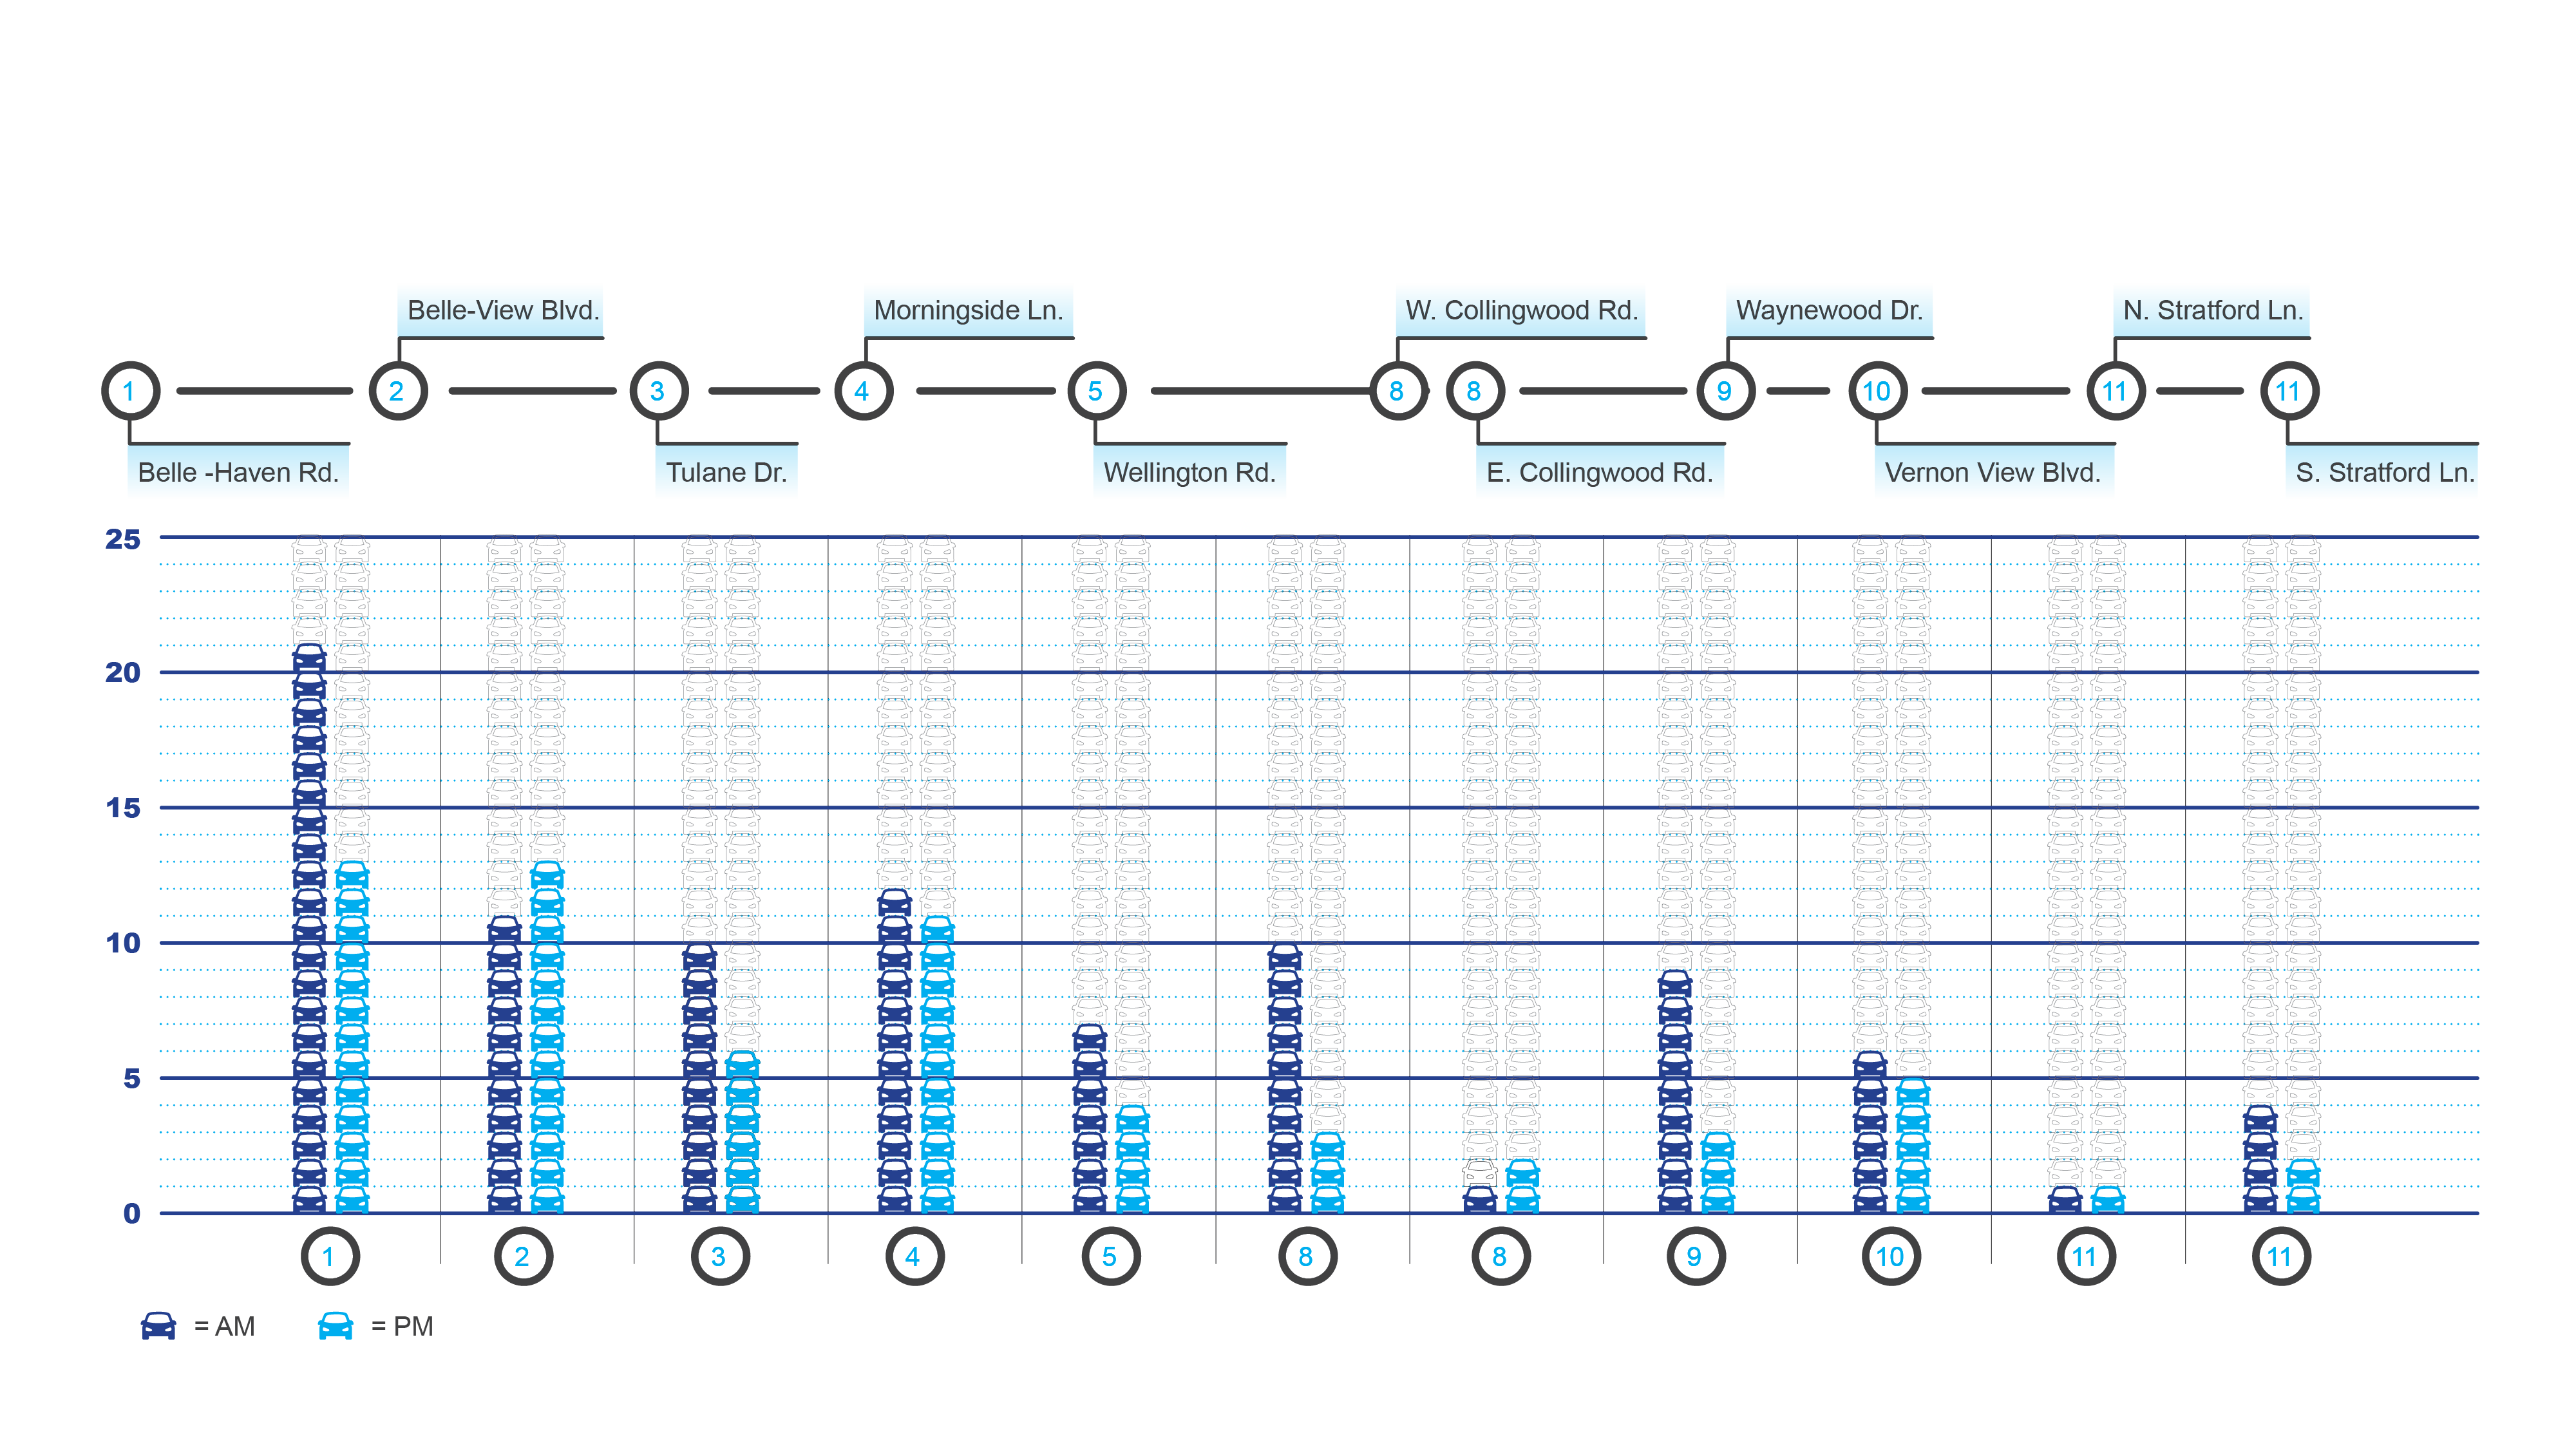 Belle-View Blvd.
Morningside Ln.
W. Collingwood Rd.
Waynewood Dr.
N. Stratford Ln.
1
2
3
4
5
8
8
9
10
11
11
Belle -Haven Rd.
Tulane Dr.
Wellington Rd.
E. Collingwood Rd.
Vernon View Blvd.
S. Stratford Ln.
25
20
15
10
5
0
1
2
3
4
5
8
8
9
10
11
11
= AM
= PM